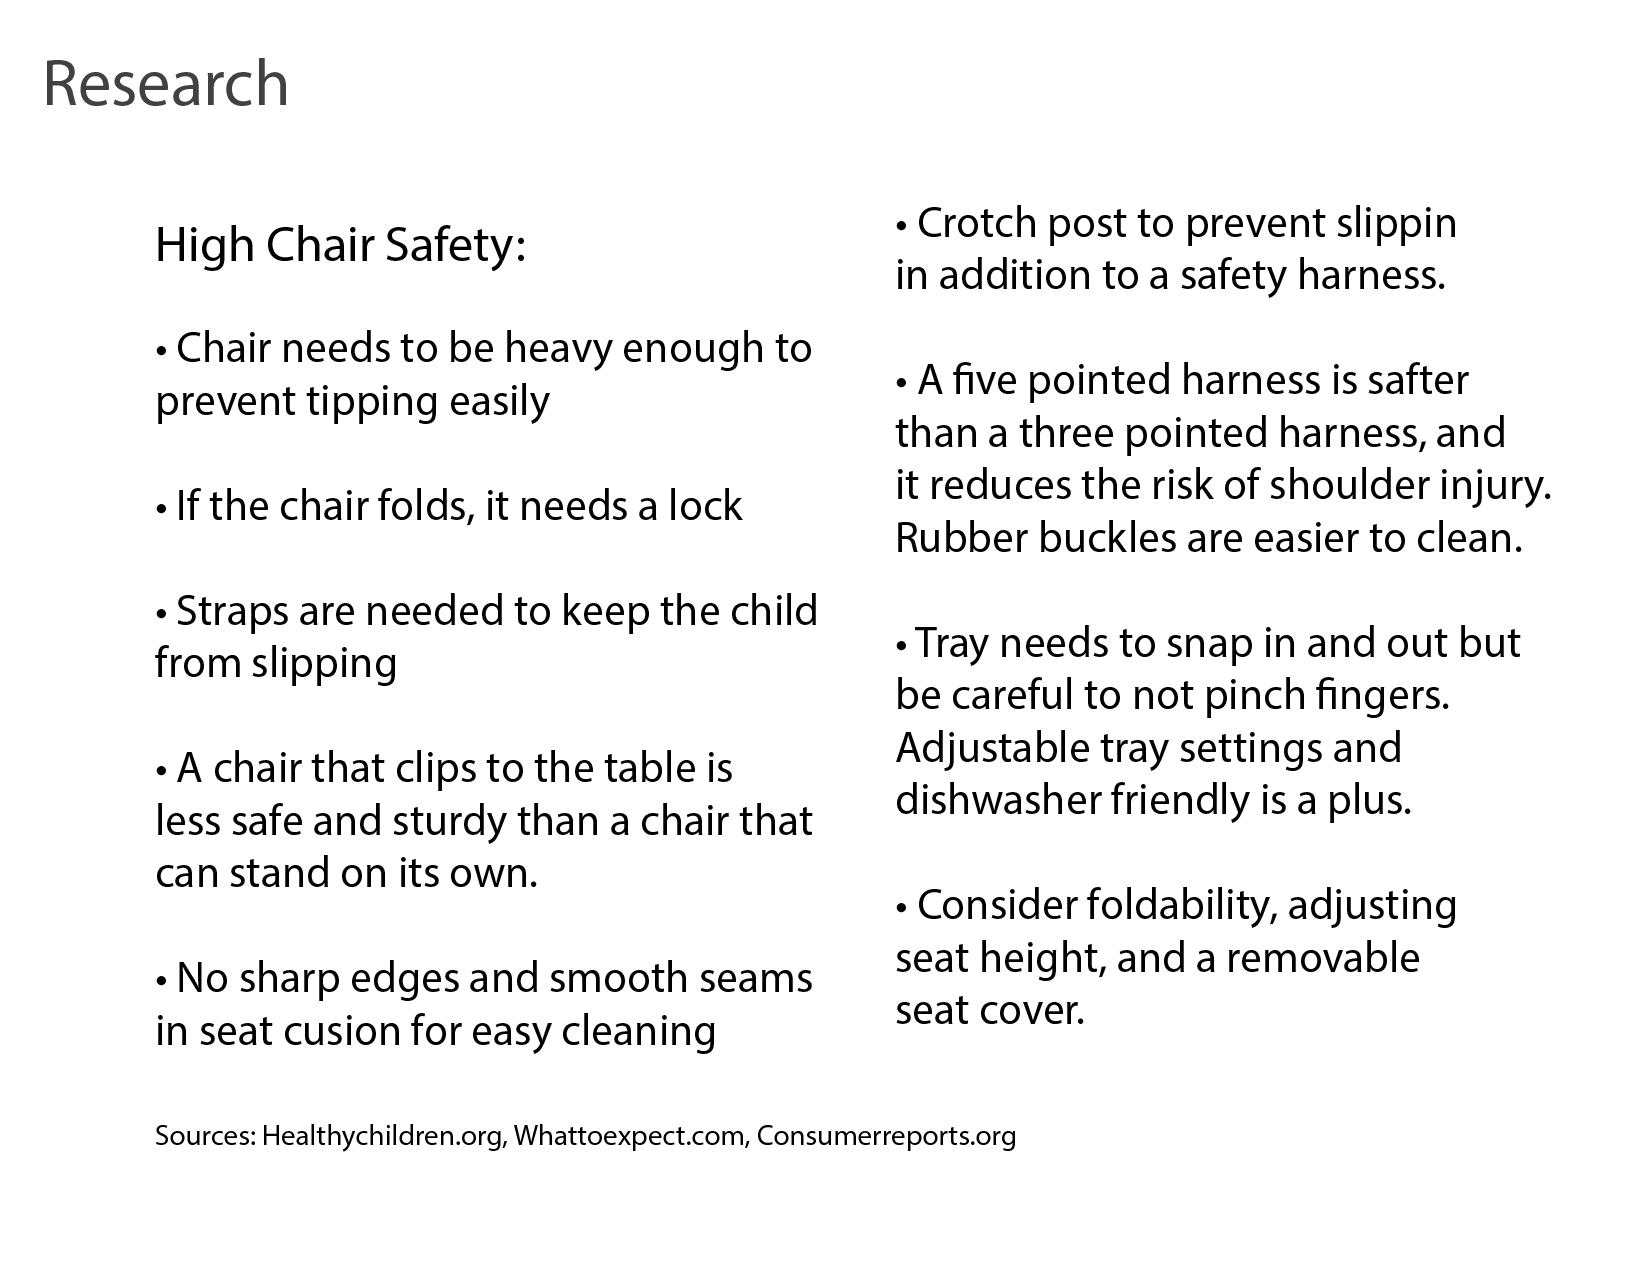 Research
High Chair Safety:
• Chair needs to be heavy enough to
prevent tipping easily
• If the chair folds, it needs a lock
• Straps are needed to keep the child
from slipping
• A chair that clips to the table is
less safe and sturdy than a chair that
can stand on its own.
• No sharp edges and smooth seams
in seat cusion for easy cleaning
• Crotch post to prevent slippin
in addition to a safety harness.
• A five pointed harness is safter
than a three pointed harness, and
it reduces the risk of shoulder injury.
Rubber buckles are easier to clean.
• Tray needs to snap in and out but
be careful to not pinch fingers.
Adjustable tray settings and
dishwasher friendly is a plus.
• Consider foldability, adjusting
seat height, and a removable
seat cover.
Sources: Healthychildren.org, Whattoexpect.com, Consumerreports.org